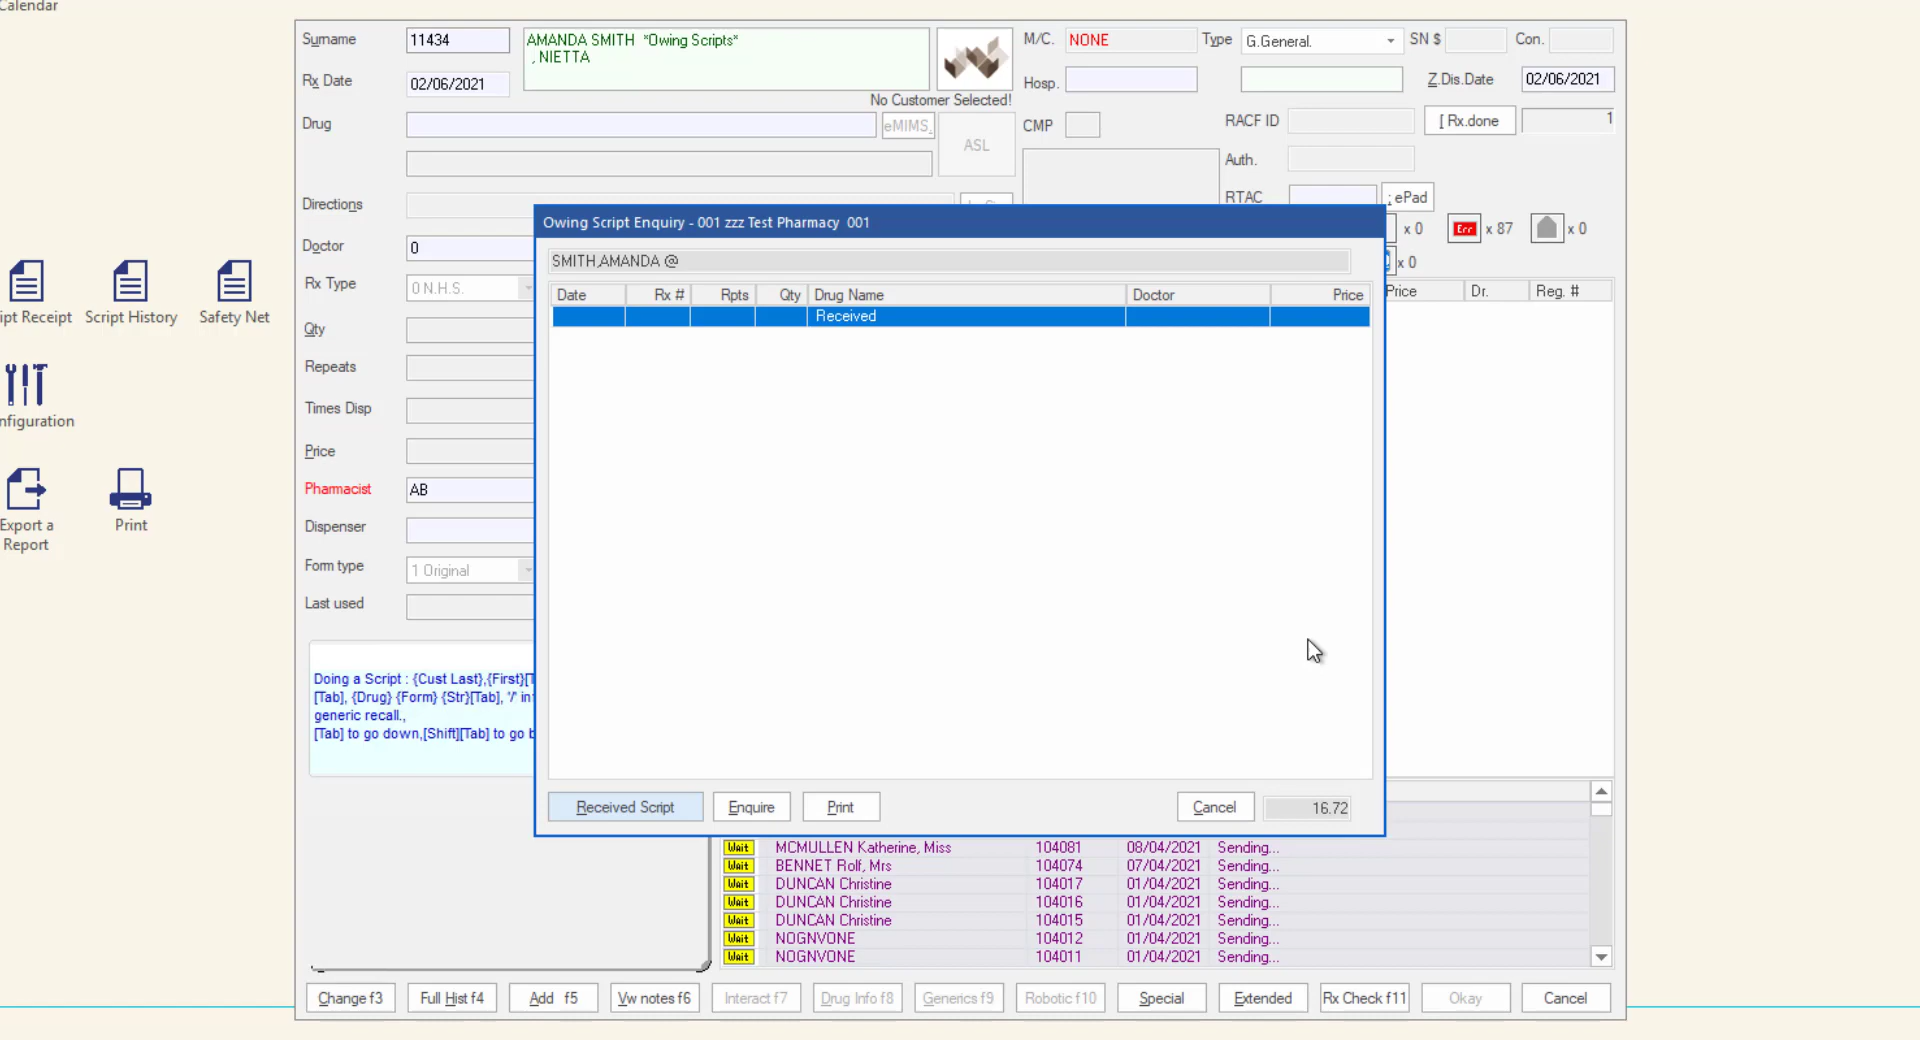 Calendar
Surname 11434 AMANDA SMITH *Owing Scripts*
, NIETTA
M/C. NONE Type G.General. SN $ Con.
Rx Date 02/06/2021
Hosp. Z.Dis.Date 02/06/2021
No Customer Selected!
Drug eMIMS. ASL CMP RACF ID [ Rx.done 1
Auth.
Directions RTAC ; ePad
Owing Script Enquiry - 001 zzz Test Pharmacy 001
x 0 Err x 87 x 0
Doctor 0
SMITH,AMANDA @
x 0
Rx Type 0 N.H.S.
Date Rx # Rpts Qty Drug Name Doctor Price
Price Dr. Reg. #
Received
ipt Receipt Script History Safety Net
Qty
Repeats
Times Disp
nfiguration
Price
Pharmacist AB
Export a
Report
Print
Dispenser
Form type 1 Original
Last used
Doing a Script : {Cust Last},{First}[T
[Tab], {Drug} {Form} {Str}[Tab], '/' in
generic recall.,
[Tab] to go down,[Shift][Tab] to go b
Received Script Enquire Print Cancel 16.72
Wait MCMULLEN Katherine, Miss 104081 08/04/2021 Sending...
Wait BENNET Rolf, Mrs 104074 07/04/2021 Sending...
Wait DUNCAN Christine 104017 01/04/2021 Sending...
Wait DUNCAN Christine 104016 01/04/2021 Sending...
Wait DUNCAN Christine 104015 01/04/2021 Sending...
Wait NOGNVONE 104012 01/04/2021 Sending...
Wait NOGNVONE 104011 01/04/2021 Sending...
Change f3 Full Hist f4 Add f5 Vw notes f6 Interact f7 Drug Info f8 Generics f9 Robotic f10 Special Extended Rx Check f11 Okay Cancel